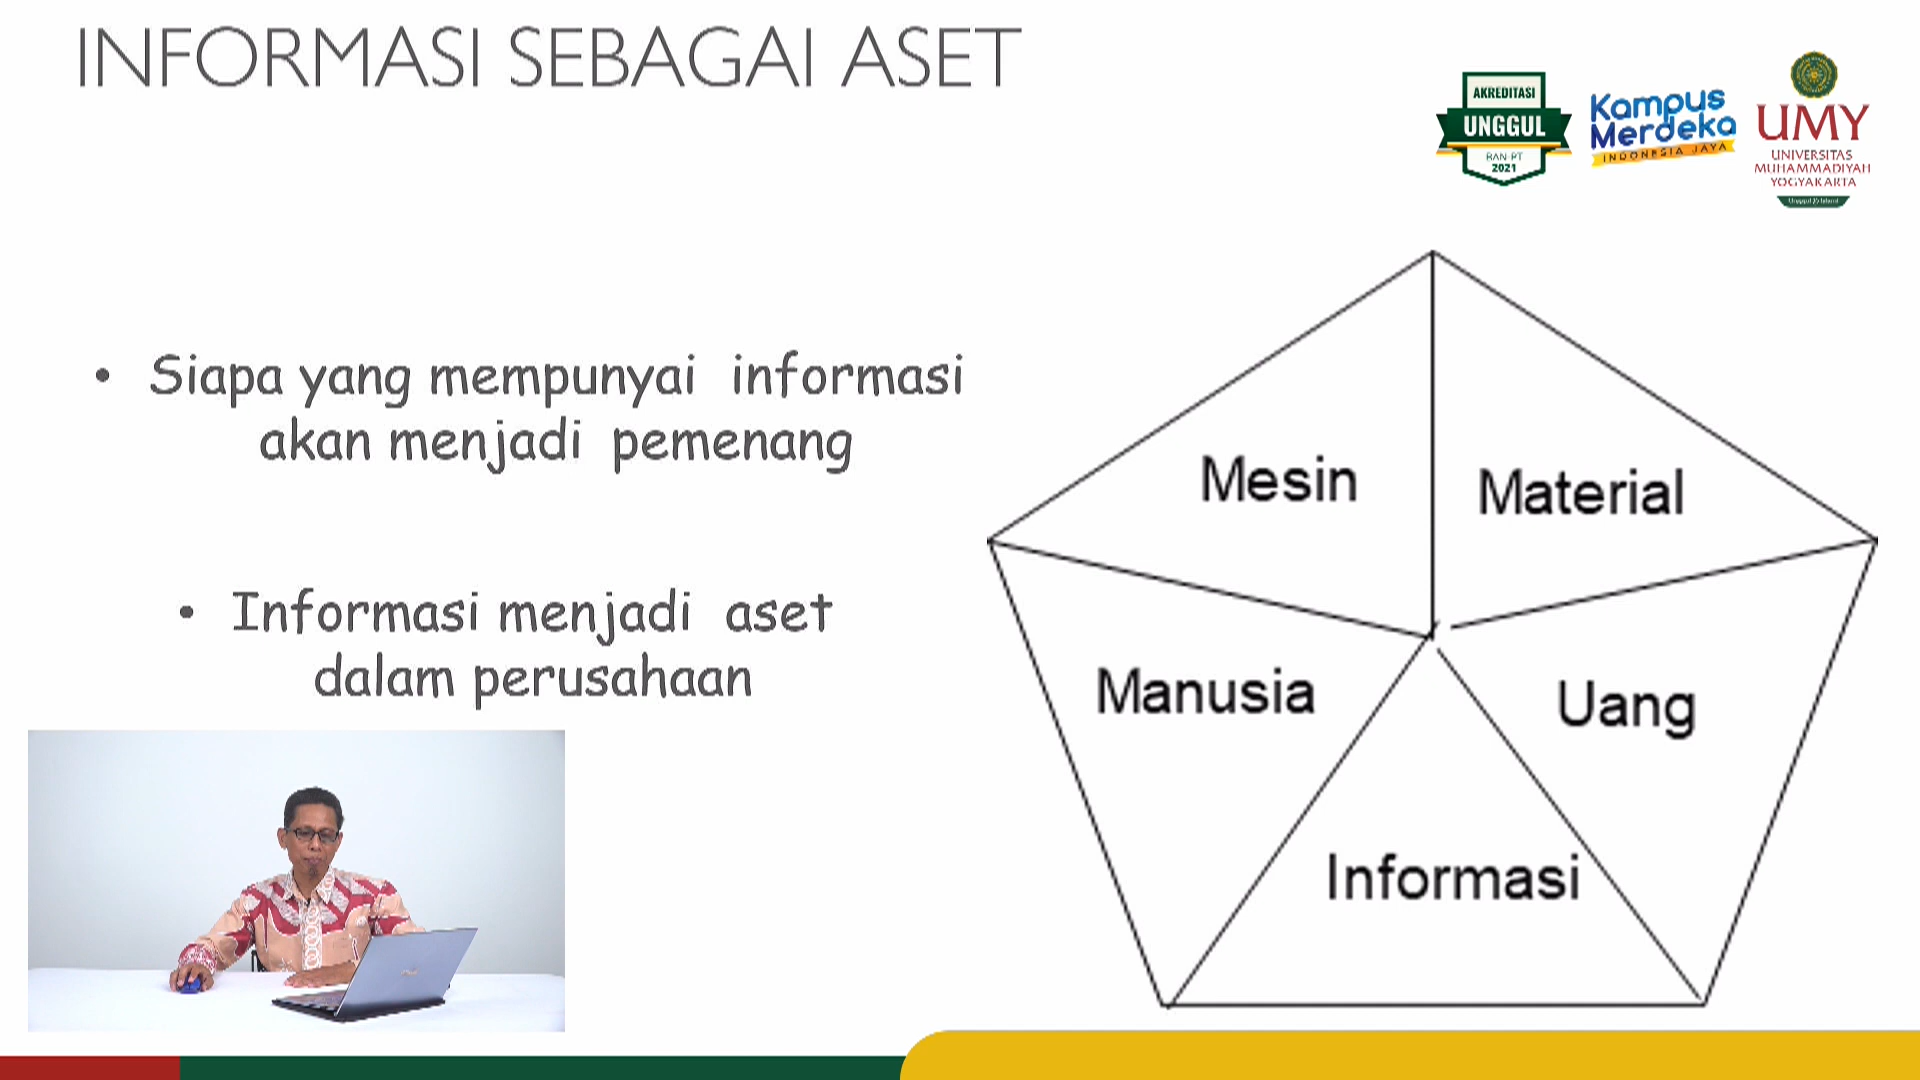 INFORMASI SEBAGAI ASET
AKREDITASI
UNGGUL
BAN-PT
2021
Kampus
Merdeka
INDONESIA JAYA
UMY
UNIVERSITAS
MUHAMMADIYAH
YOGYAKARTA
• Siapa yang mempunyai informasi
akan menjadi pemenang
• Informasi menjadi aset
dalam perusahaan
Mesin
Material
Manusia
Uang
Informasi